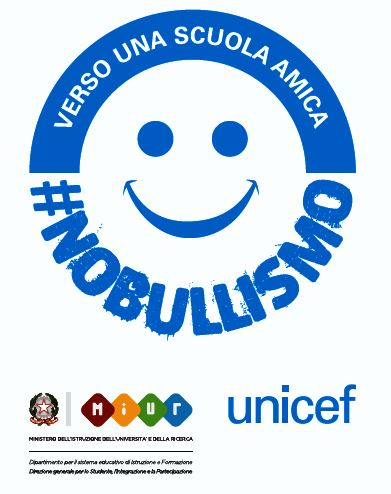 VERSO UNA SCUOLA AMICA
#NOBULLISMO
MIUR
unicef
MINISTERO DELL'ISTRUZIONE DELL'UNIVERSITA' E DELLA RICERCA
Dipartimento per il sistema educativo di Istruzione e Formazione
Direzione generale per lo Studente, l'Integrazione e la Partecipazione